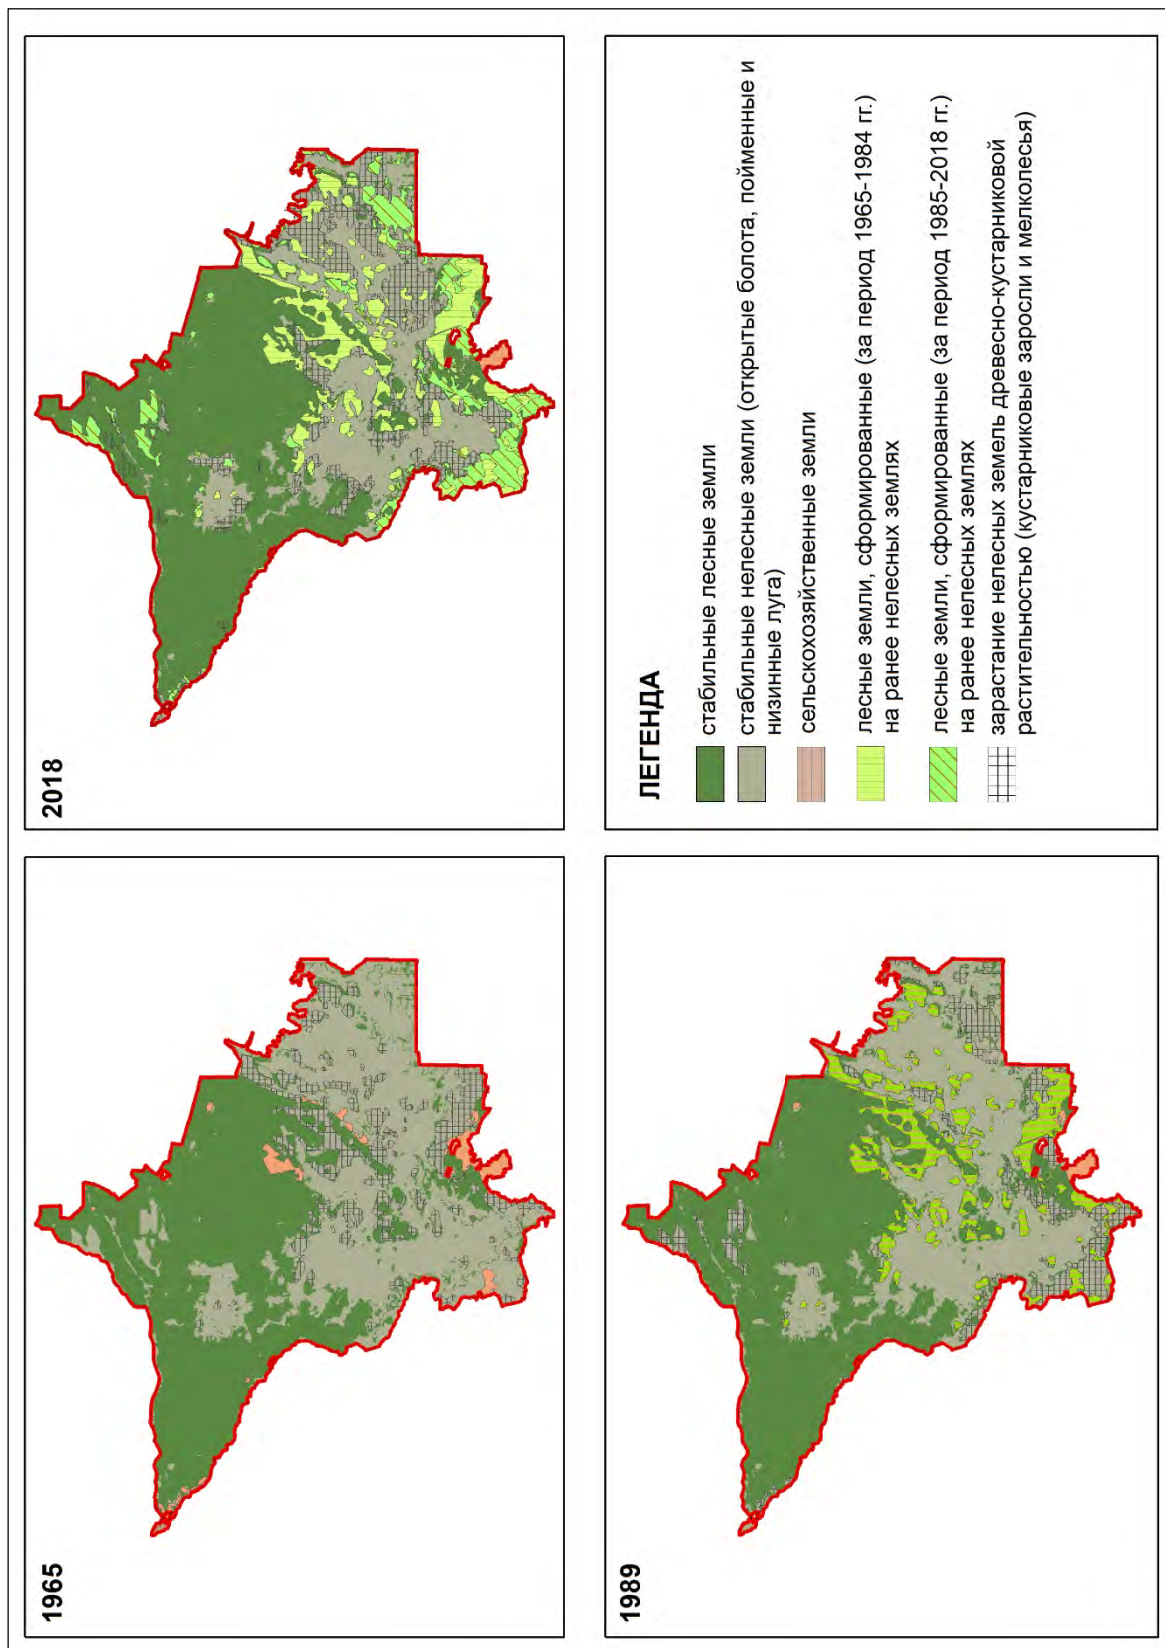 1965
2018
1989
ЛЕГЕНДА
стабильные лесные земли
стабильные нелесные земли (открытые болота, пойменные и
низинные луга)
сельскохозяйственные земли
лесные земли, сформированные (за период 1965-1984 гг.)
на ранее нелесных землях
лесные земли, сформированные (за период 1985-2018 гг.)
на ранее нелесных землях
зарастание нелесных земель древесно-кустарниковой
растительностью (кустарниковые заросли и мелколесья)